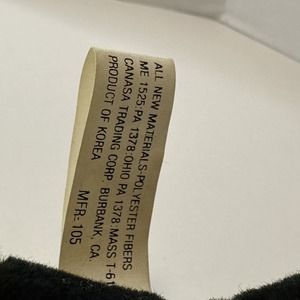 ALL NEW MATERIALS-POLYESTER FIBERS
ME 1525:PA 1378:OHIO PA 1378 MASS T-61
CANASA TRADING CORP. BURBANK, CA.
PRODUCT OF KOREA
MFR-105